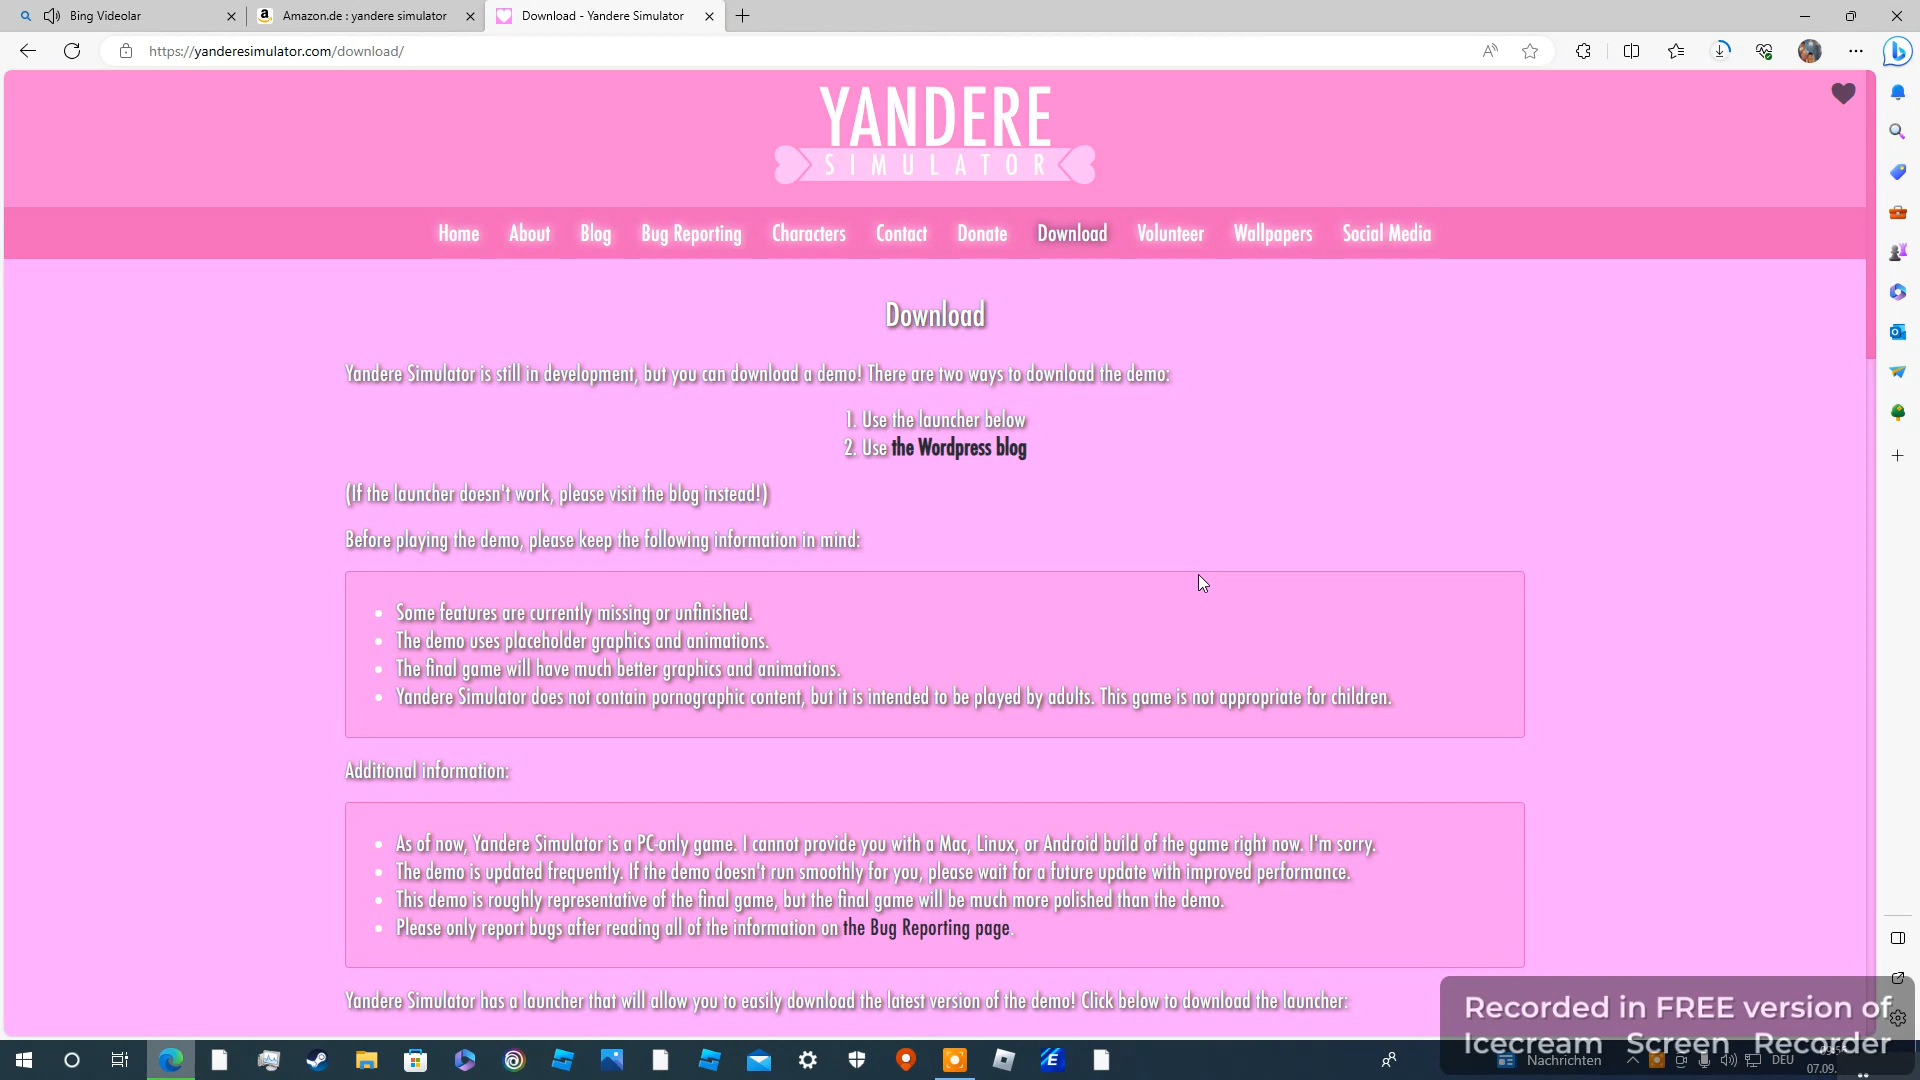 Bing Videolar
Amazon.de : yandere simulator
Download - Yandere Simulator
https://yanderesimulator.com/download/
YANDERE
SIMULATOR
Home About Blog Bug Reporting Characters Contact Donate Download Volunteer Wallpapers Social Media
Download
Yandere Simulator is still in development, but you can download a demo! There are two ways to download the demo:
1. Use the launcher below
2. Use the Wordpress blog
(If the launcher doesn't work, please visit the blog instead!)
Before playing the demo, please keep the following information in mind:
Some features are currently missing or unfinished.
The demo uses placeholder graphics and animations.
The final game will have much better graphics and animations.
Yandere Simulator does not contain pornographic content, but it is intended to be played by adults. This game is not appropriate for children.
Additional information:
As of now, Yandere Simulator is a PC-only game. I cannot provide you with a Mac, Linux, or Android build of the game right now. I'm sorry.
The demo is updated frequently. If the demo doesn't run smoothly for you, please wait for a future update with improved performance.
This demo is roughly representative of the final game, but the final game will be much more polished than the demo.
Please only report bugs after reading all of the information on the Bug Reporting page.
Yandere Simulator has a launcher that will allow you to easily download the latest version of the demo! Click below to download the launcher:
Recorded in FREE version of
Icecream Screen Recorder
Nachrichten
DEU
07.09.